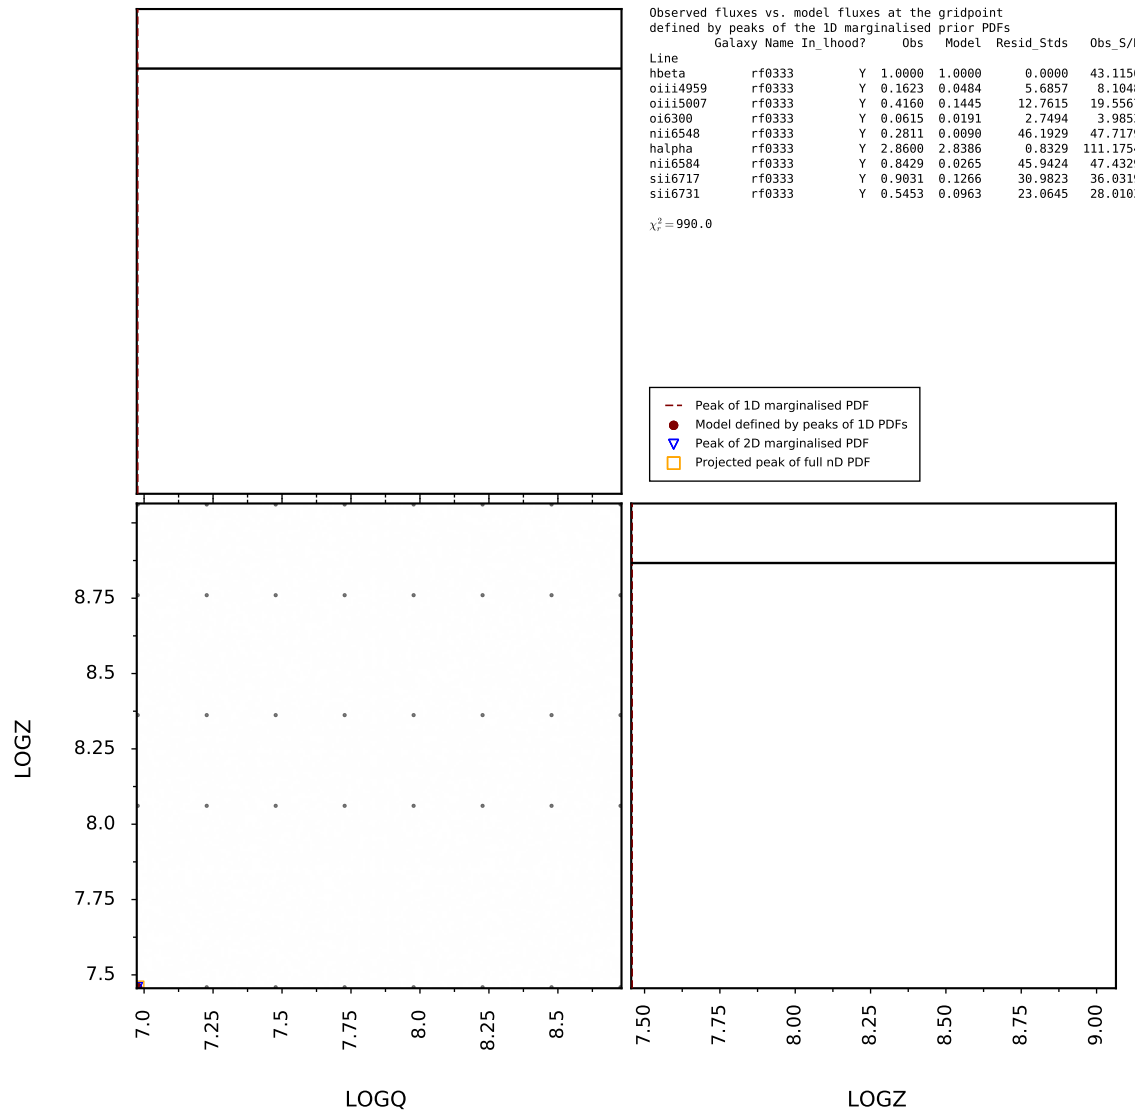 Observed fluxes vs. model fluxes at the gridpoint
defined by peaks of the 1D marginalised prior PDFs
Galaxy Name In_lhood? Obs Model Resid_Stds Obs_S/
Line
hbeta rf0333 Y 1.0000 1.0000 0.0000 43.115
oiii4959 rf0333 Y 0.1623 0.0484 5.6857 8.104
oiii5007 rf0333 Y 0.4160 0.1445 12.7615 19.556
oi6300 rf0333 Y 0.0615 0.0191 2.7494 3.985
nii6548 rf0333 Y 0.2811 0.0090 46.1929 47.717
halpha rf0333 Y 2.8600 2.8386 0.8329 111.175
nii6584 rf0333 Y 0.8429 0.0265 45.9424 47.432
sii6717 rf0333 Y 0.9031 0.1266 30.9823 36.031
sii6731 rf0333 Y 0.5453 0.0963 23.0645 28.010
χ²ᵣ = 990.0
Peak of 1D marginalised PDF
Model defined by peaks of 1D PDFs
Peak of 2D marginalised PDF
Projected peak of full nD PDF
8.75
8.5
8.25
8.0
7.75
7.5
LOGZ
7.0 7.25 7.5 7.75 8.0 8.25 8.5
LOGQ
7.50 7.75 8.00 8.25 8.50 8.75 9.00
LOGZ